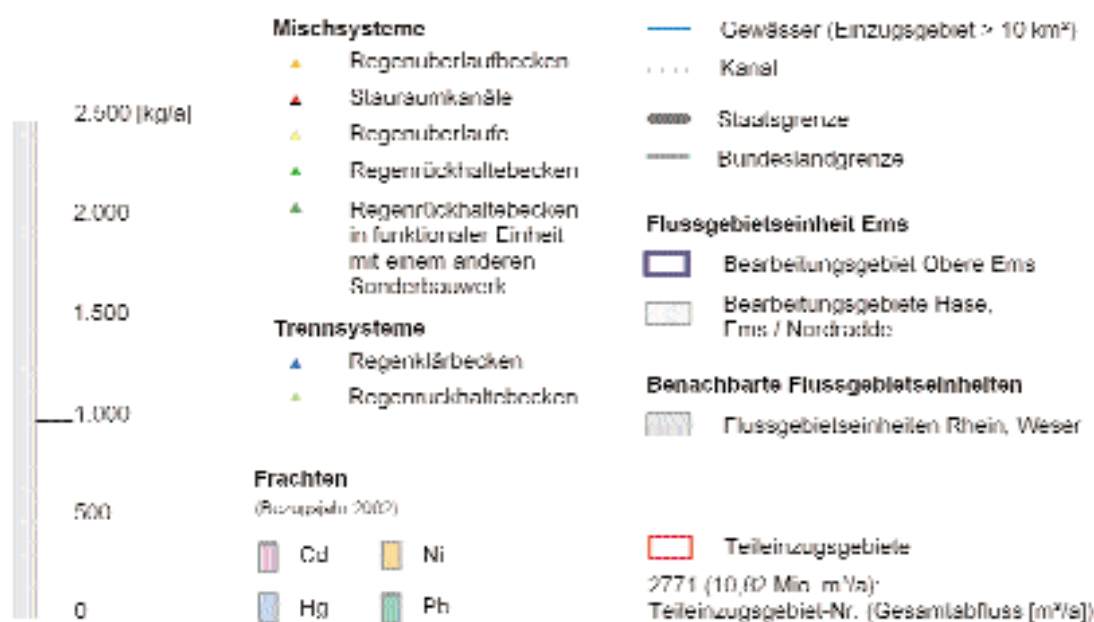 2.500 [kg/a]
2.000
1.500
1.000
500
0
Mischsysteme
Regenüberlaufbecken
Stauraumkanäle
Regenüberläufe
Regenrückhaltebecken
Regenrückhaltebecken
in funktionaler Einheit
mit einem anderen
Sonderbauwerk
Trennsysteme
Regenklärbecken
Regenrückhaltebecken
Frachten
(Bezugsjahr 2002)
Cd
Ni
Hg
Pb
Gewässer (Einzugsgebiet > 10 km²)
Kanal
Staatsgrenze
Bundeslandgrenze
Flussgebietseinheit Ems
Bearbeitungsgebiet Obere Ems
Bearbeitungsgebiete Hase,
Ems / Nordradde
Benachbarte Flussgebietseinheiten
Flussgebietseinheiten Rhein, Weser
Teileinzugsgebiete
2771 (10,82 Mio. m³/a):
Teileinzugsgebiet-Nr. (Gesamtabfluss [m³/a])